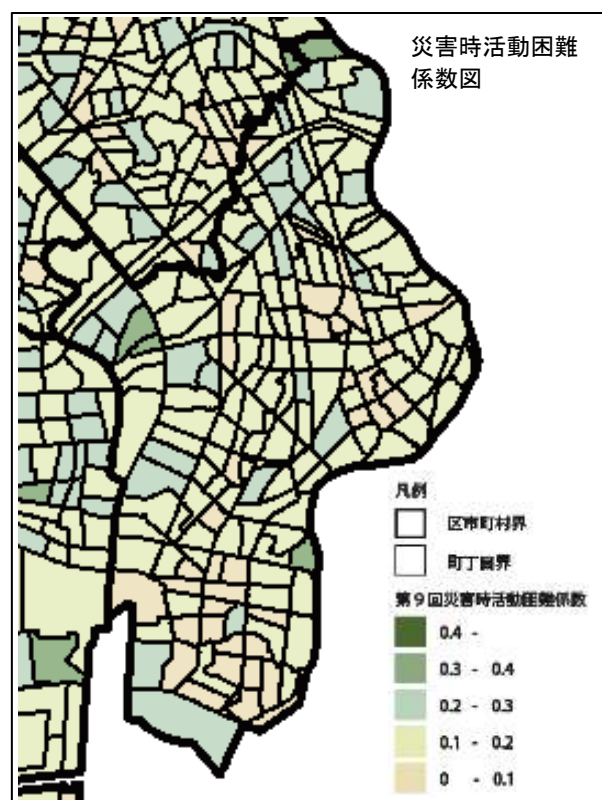 災害時活動困難
係数図
凡例
区市町村界
町丁目界
第9回災害時活動困難係数
0.4 -
0.3 - 0.4
0.2 - 0.3
0.1 - 0.2
0 - 0.1